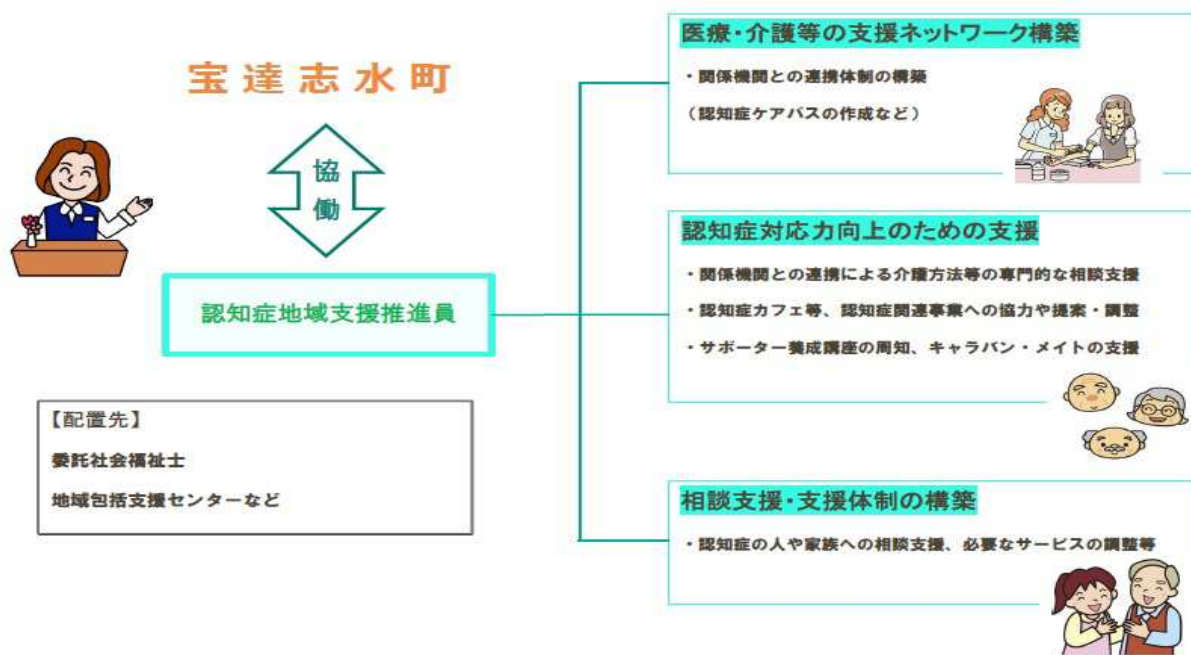 宝達志水町
協働
認知症地域支援推進員
【配置先】
委託社会福祉士
地域包括支援センターなど
医療・介護等の支援ネットワーク構築
・関係機関との連携体制の構築
（認知症ケアパスの作成など）
認知症対応力向上のための支援
・関係機関との連携による介護方法等の専門的な相談支援
・認知症カフェ等、認知症関連事業への協力や提案・調整
・サポーター養成講座の周知、キャラバン・メイトの支援
相談支援・支援体制の構築
・認知症の人や家族への相談支援、必要なサービスの調整等